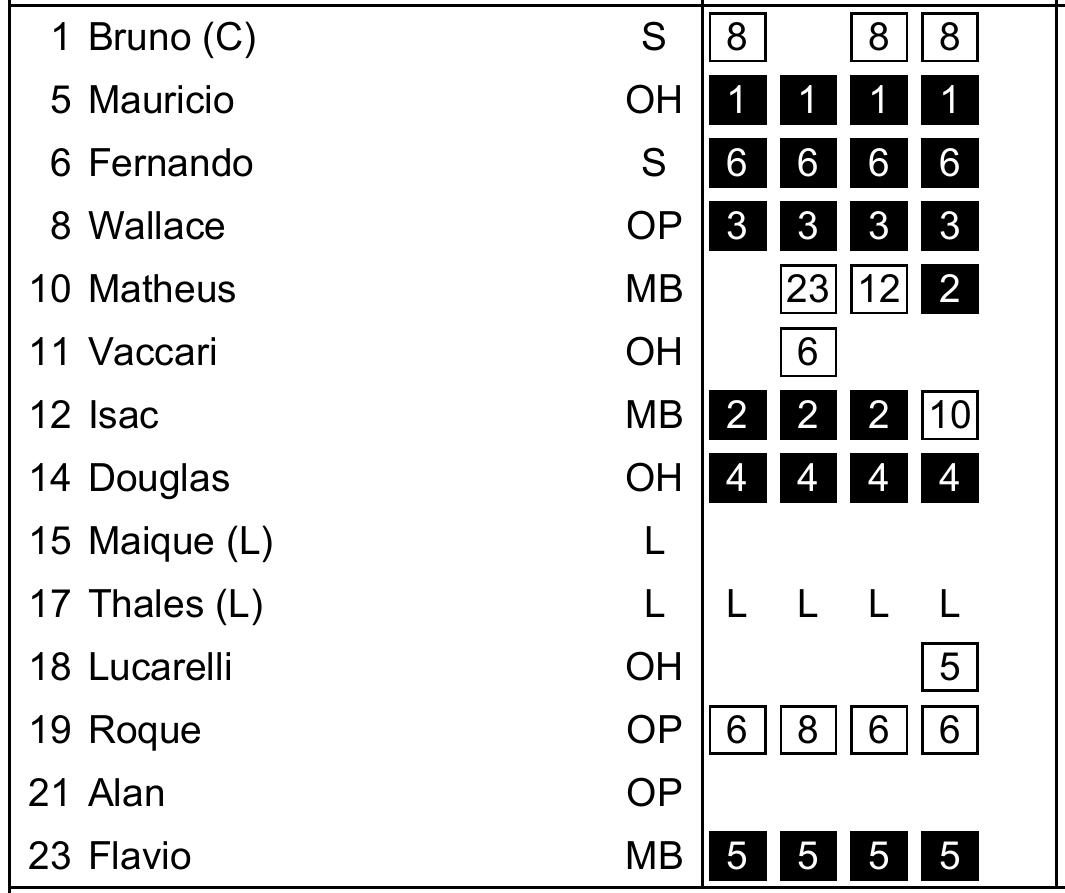 1 Bruno (C) S 8 8 8
5 Mauricio OH 1 1 1 1
6 Fernando S 6 6 6 6
8 Wallace OP 3 3 3 3
10 Matheus MB 23 12 2
11 Vaccari OH 6
12 Isac MB 2 2 2 10
14 Douglas OH 4 4 4 4
15 Maique (L) L
17 Thales (L) L L L L L
18 Lucarelli OH 5
19 Roque OP 6 8 6 6
21 Alan OP
23 Flavio MB 5 5 5 5